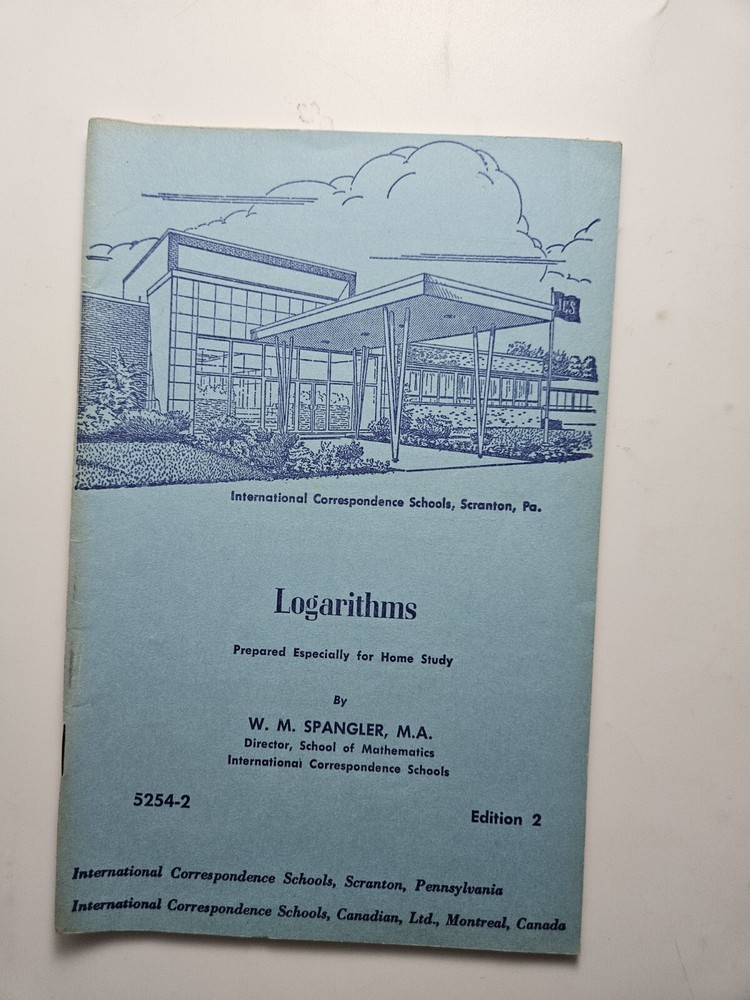 ICS
International Correspondence Schools, Scranton, Pa.
Logarithms
Prepared Especially for Home Study
By
W. M. SPANGLER, M.A.
Director, School of Mathematics
International Correspondence Schools
5254-2
Edition 2
International Correspondence Schools, Scranton, Pennsylvania
International Correspondence Schools, Canadian, Ltd., Montreal, Canada